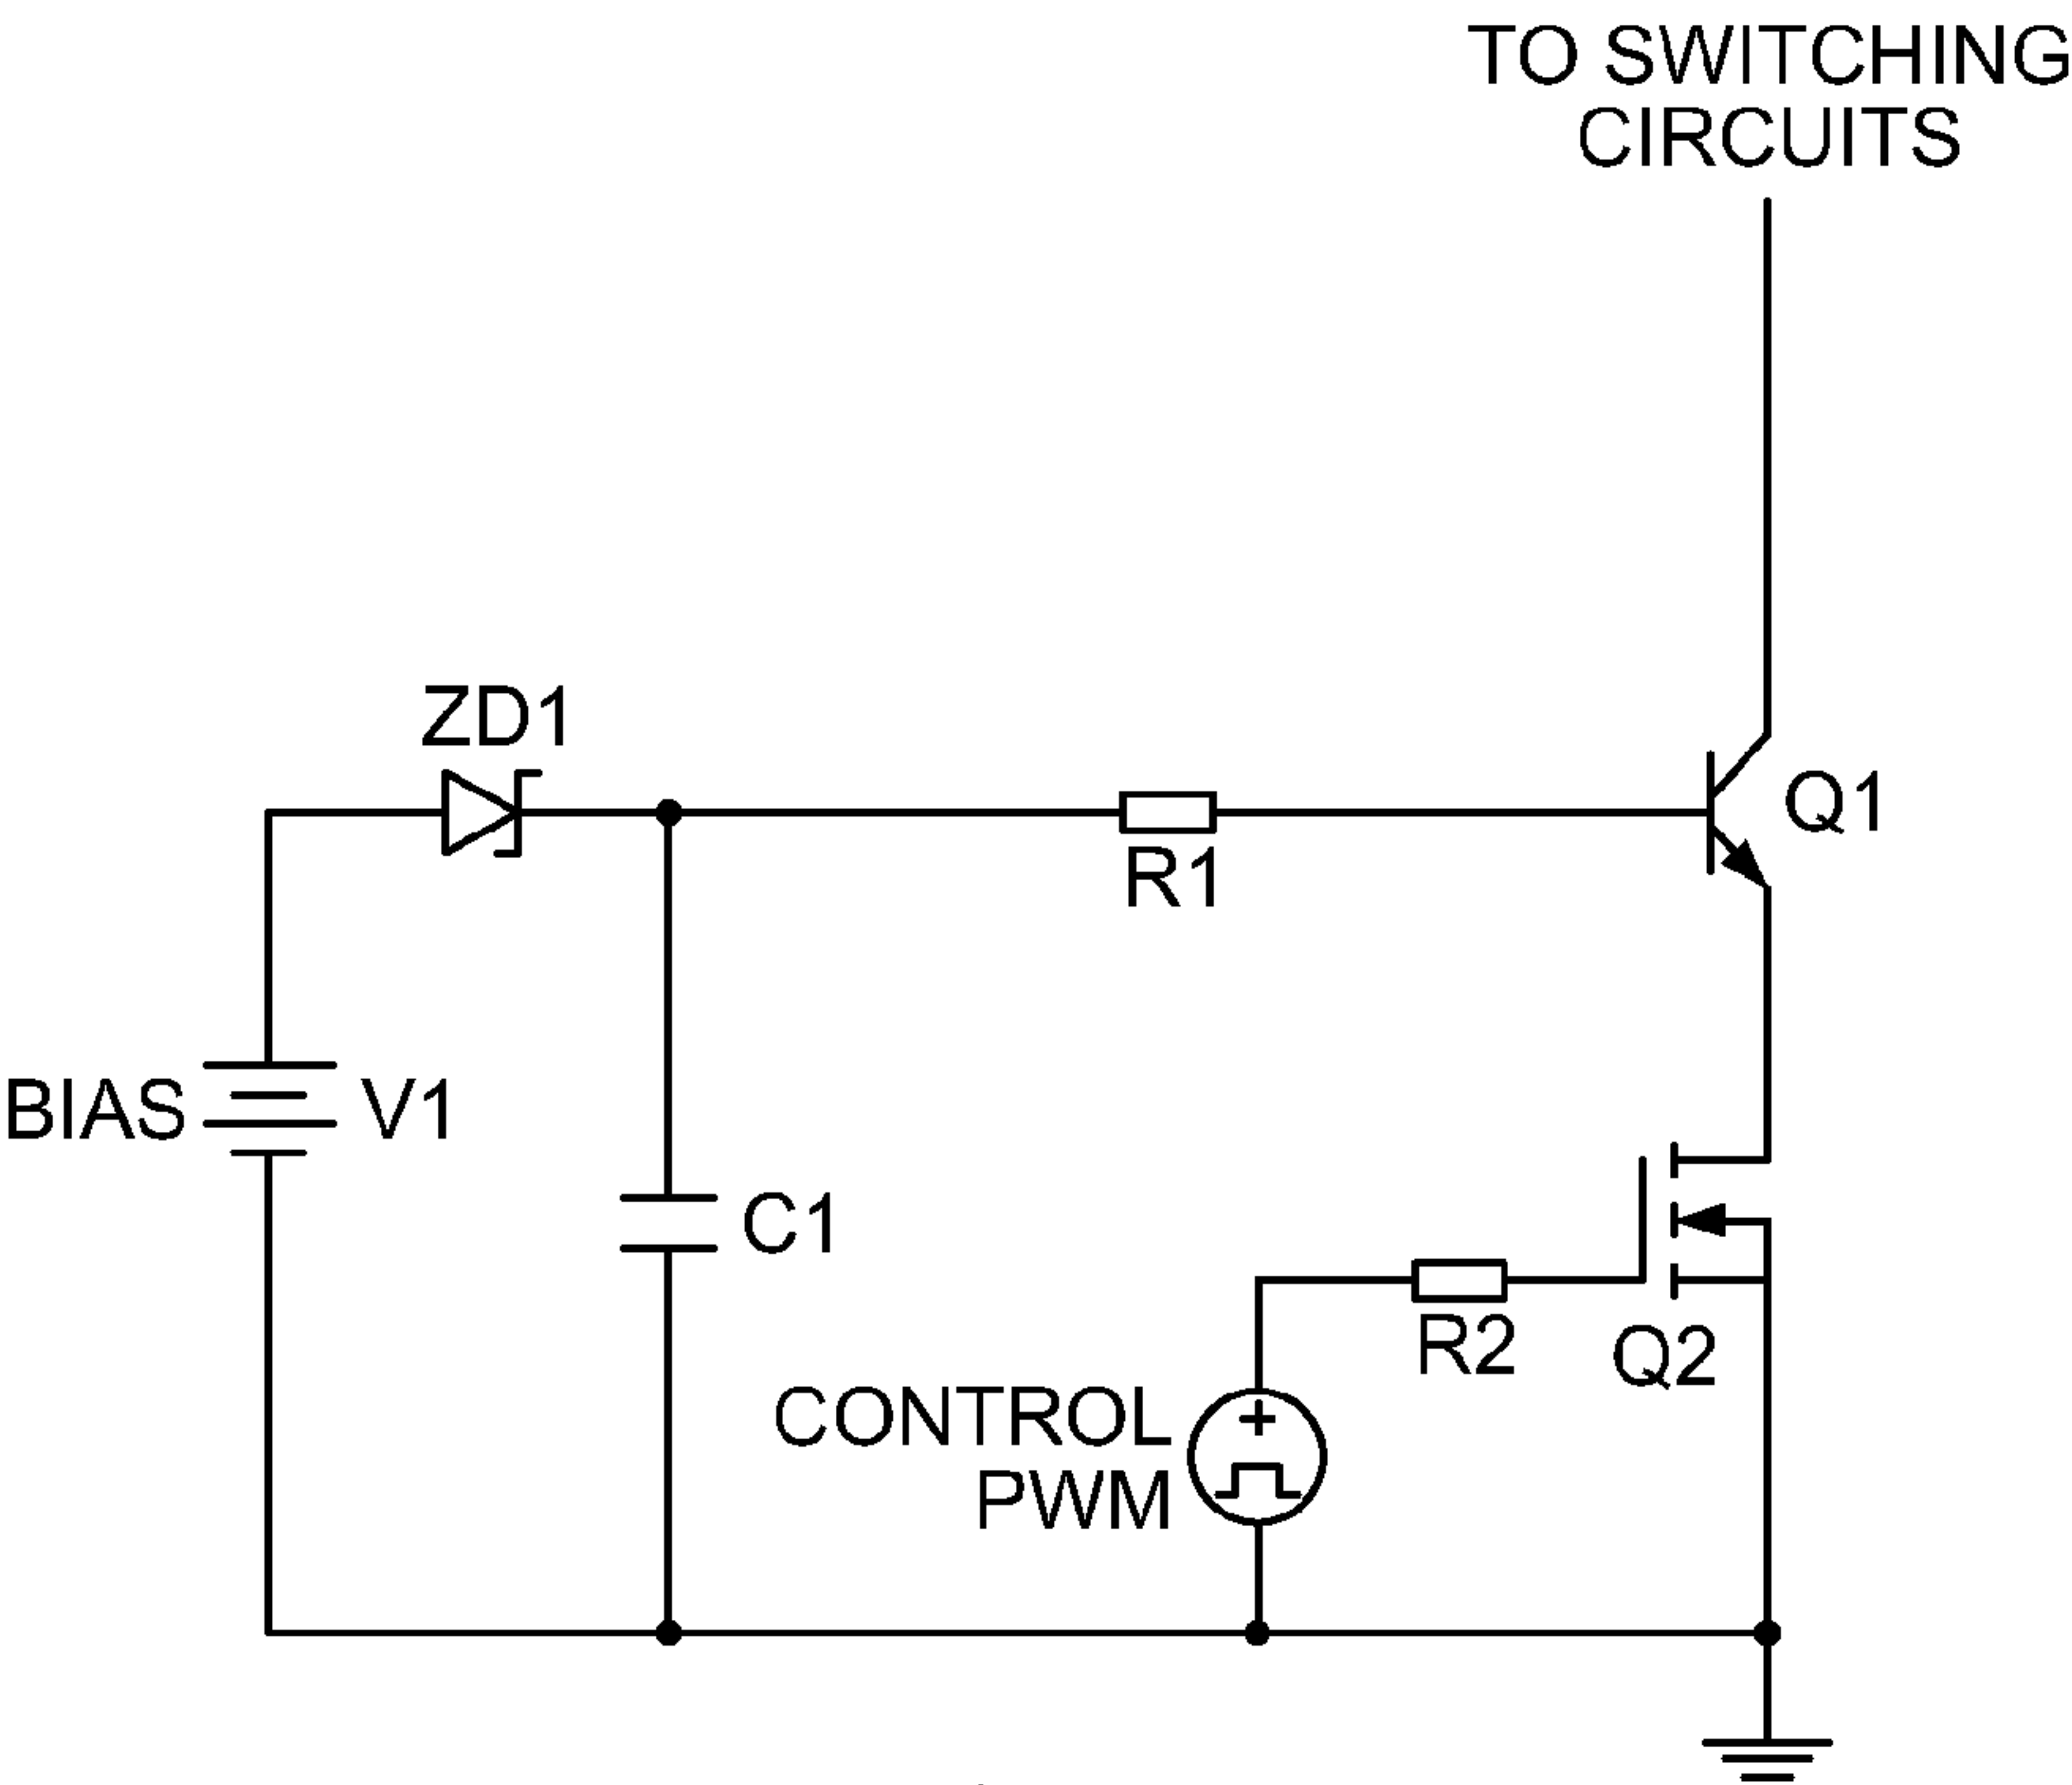 TO SWITCHING
CIRCUITS
ZD1
Q1
R1
BIAS
V1
C1
R2
Q2
CONTROL
PWM